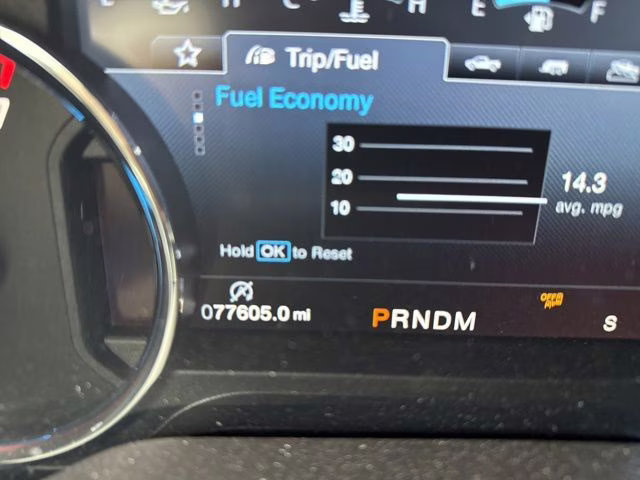 H E F
Trip/Fuel
Fuel Economy
30
20
10
14.3
avg. mpg
Hold OK to Reset
077605.0 mi
PRNDM
OFF
S